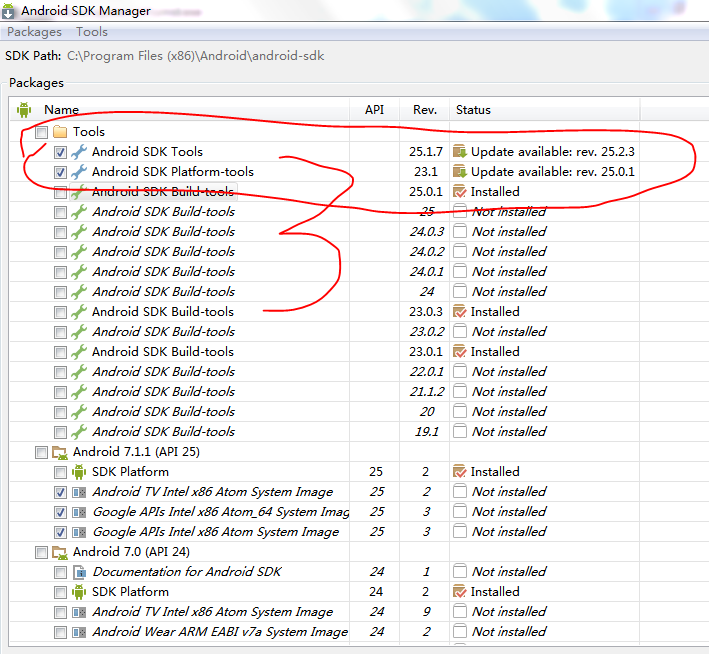 Android SDK Manager
Packages Tools
SDK Path: C:\Program Files (x86)\Android\android-sdk
Packages
Name API Rev. Status
Tools
Android SDK Tools 25.1.7 Update available: rev. 25.2.3
Android SDK Platform-tools 23.1 Update available: rev. 25.0.1
Android SDK Build-tools 25.0.1 Installed
Android SDK Build-tools 25 Not installed
Android SDK Build-tools 24.0.3 Not installed
Android SDK Build-tools 24.0.2 Not installed
Android SDK Build-tools 24.0.1 Not installed
Android SDK Build-tools 24 Not installed
Android SDK Build-tools 23.0.3 Installed
Android SDK Build-tools 23.0.2 Not installed
Android SDK Build-tools 23.0.1 Installed
Android SDK Build-tools 22.0.1 Not installed
Android SDK Build-tools 21.1.2 Not installed
Android SDK Build-tools 20 Not installed
Android SDK Build-tools 19.1 Not installed
Android 7.1.1 (API 25)
SDK Platform 25 2 Installed
Android TV Intel x86 Atom System Image 25 2 Not installed
Google APIs Intel x86 Atom_64 System Imag 25 3 Not installed
Google APIs Intel x86 Atom System Image 25 3 Not installed
Android 7.0 (API 24)
Documentation for Android SDK 24 1 Not installed
SDK Platform 24 2 Installed
Android TV Intel x86 Atom System Image 24 9 Not installed
Android Wear ARM EABI v7a System Image 24 2 Not installed